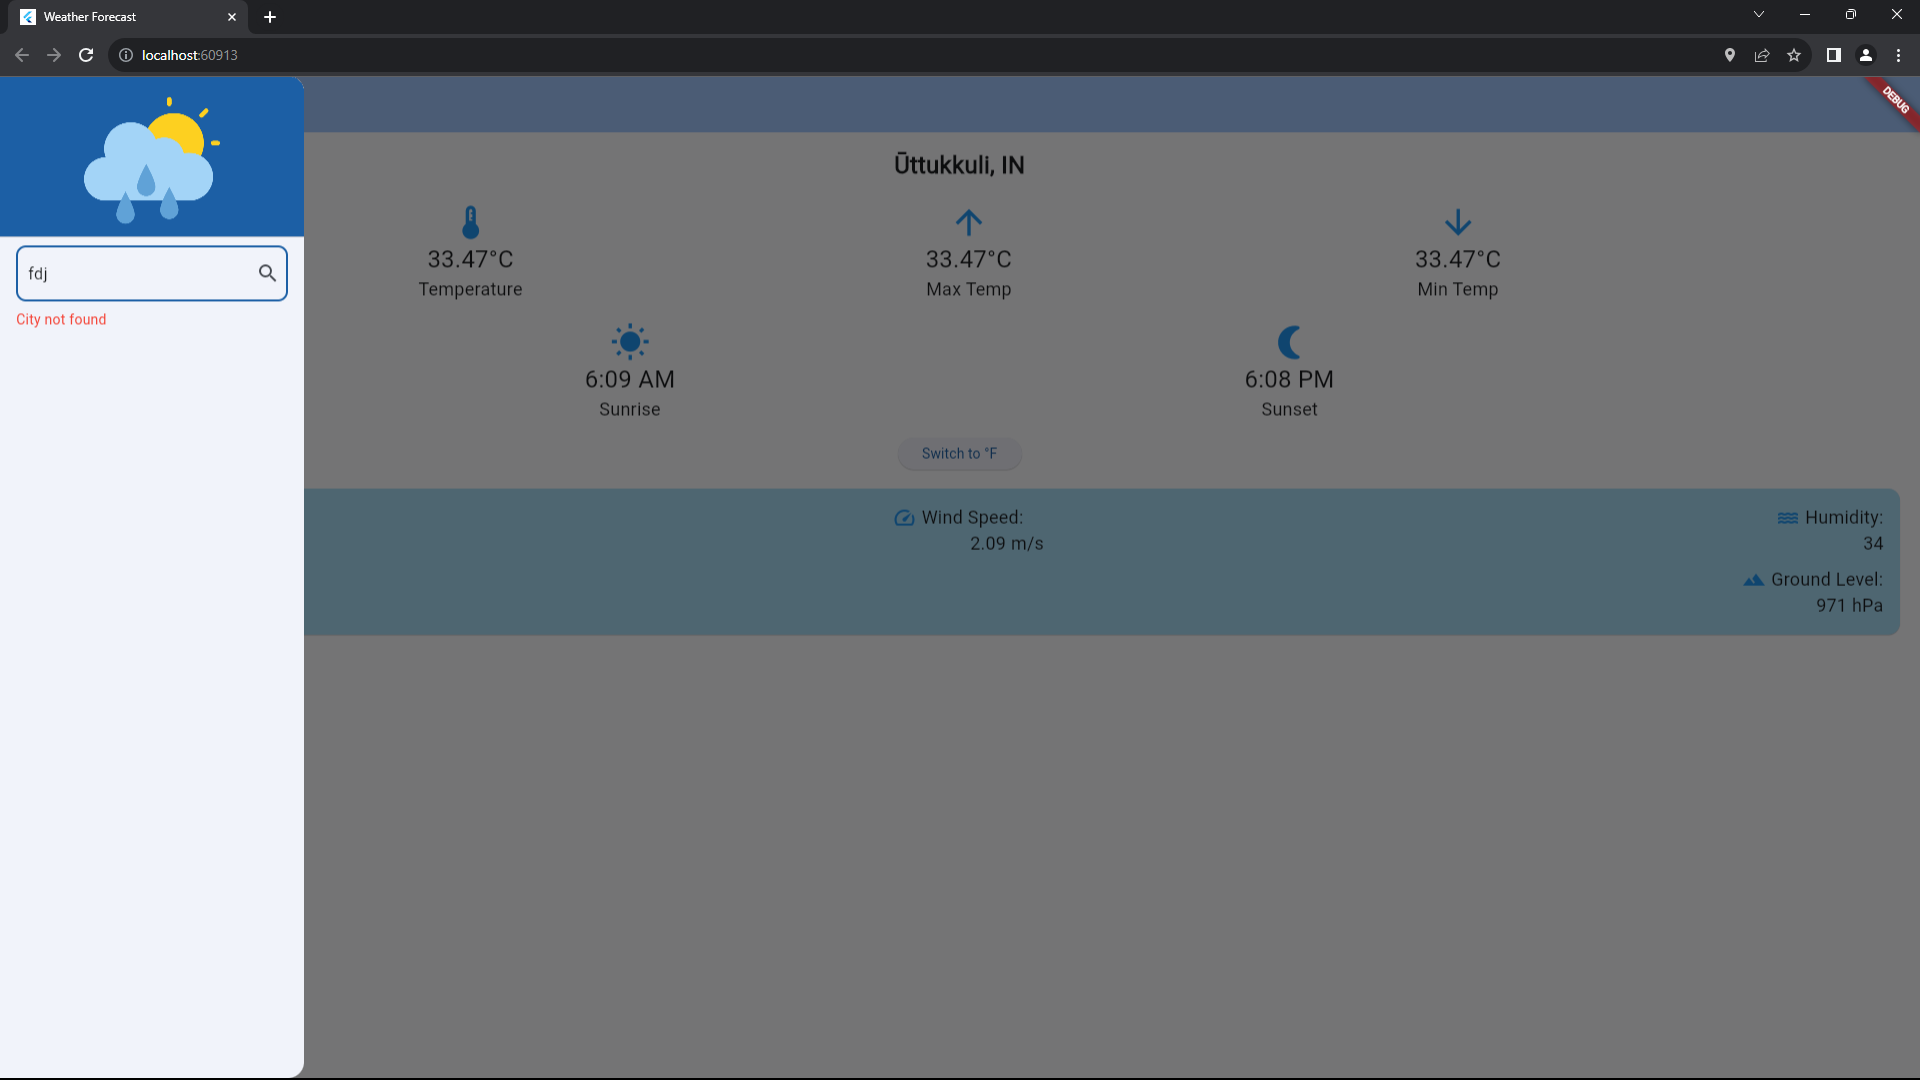 Weather Forecast
localhost:60913
DEBUG
fdj
City not found
Ūttukkuli, IN
33.47°C
Temperature
33.47°C
Max Temp
33.47°C
Min Temp
6:09 AM
Sunrise
6:08 PM
Sunset
Switch to °F
Wind Speed:
2.09 m/s
Humidity:
34
Ground Level:
971 hPa